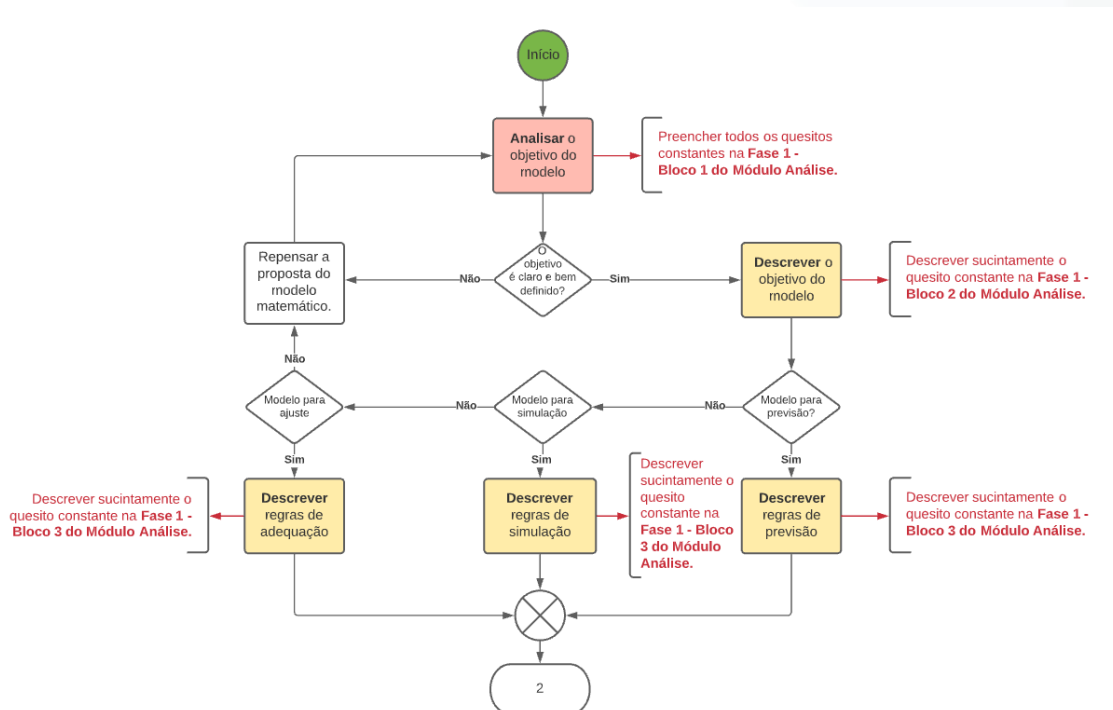 Início
Analisar o
objetivo do
modelo
Preencher todos os quesitos
constantes na Fase 1 -
Bloco 1 do Módulo Análise.
Repensar a
proposta do
modelo
matemático.
Não
O
objetivo
é claro e bem
definido?
Sim
Descrever o
objetivo do
modelo
Descrever sucintamente o
quesito constante na Fase 1 -
Bloco 2 do Módulo Análise.
Não
Modelo para
ajuste
Não
Modelo para
simulação
Não
Modelo para
previsão?
Sim
Sim
Sim
Descrever sucintamente o
quesito constante na Fase 1 -
Bloco 3 do Módulo Análise.
Descrever
regras de
adequação
Descrever
regras de
simulação
Descrever
sucintamente o
quesito
constante na
Fase 1 - Bloco
3 do Módulo
Análise.
Descrever
regras de
previsão
Descrever sucintamente o
quesito constante na Fase 1 -
Bloco 3 do Módulo Análise.
2